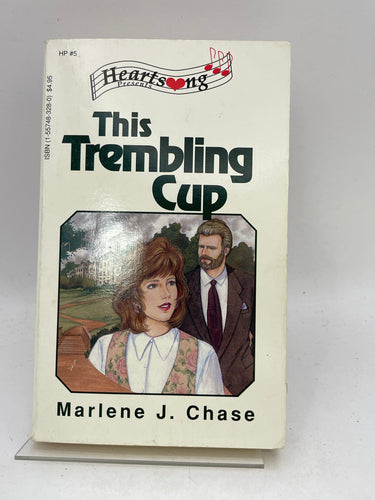 HP #5
ISBN (1-55748-328-0) $4.95
Heartsong
Presents
This
Trembling
Cup
Marlene J. Chase